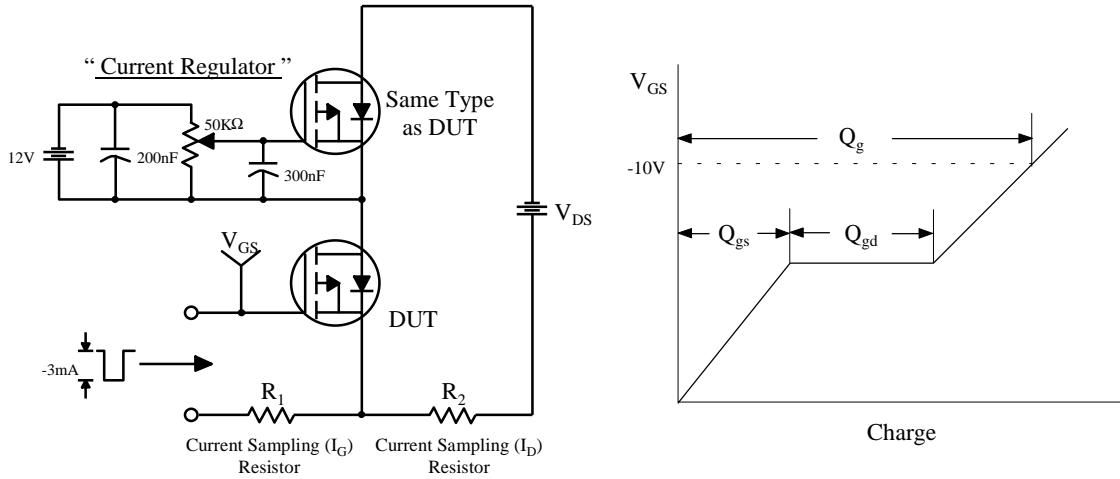 “ Current Regulator ”
Same Type
as DUT
50KΩ
12V
200nF
300nF
V_DS
V_GS
DUT
-3mA
R_1
R_2
Current Sampling (I_G)
Resistor
Current Sampling (I_D)
Resistor
V_GS
Q_g
-10V
Q_gs
Q_gd
Charge